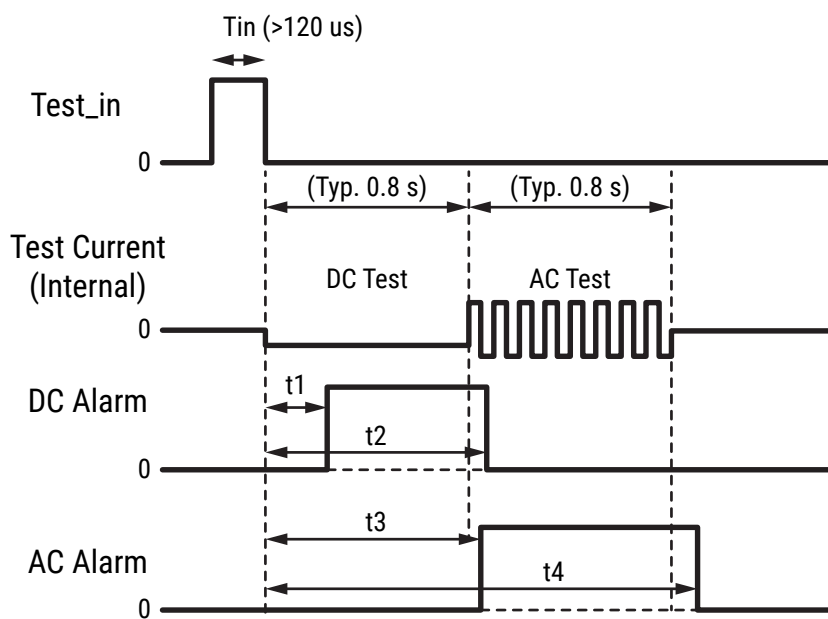 Tin (>120 us)
Test_in
0
(Typ. 0.8 s)
(Typ. 0.8 s)
Test Current
(Internal)
DC Test
AC Test
0
t1
DC Alarm
t2
0
t3
AC Alarm
t4
0